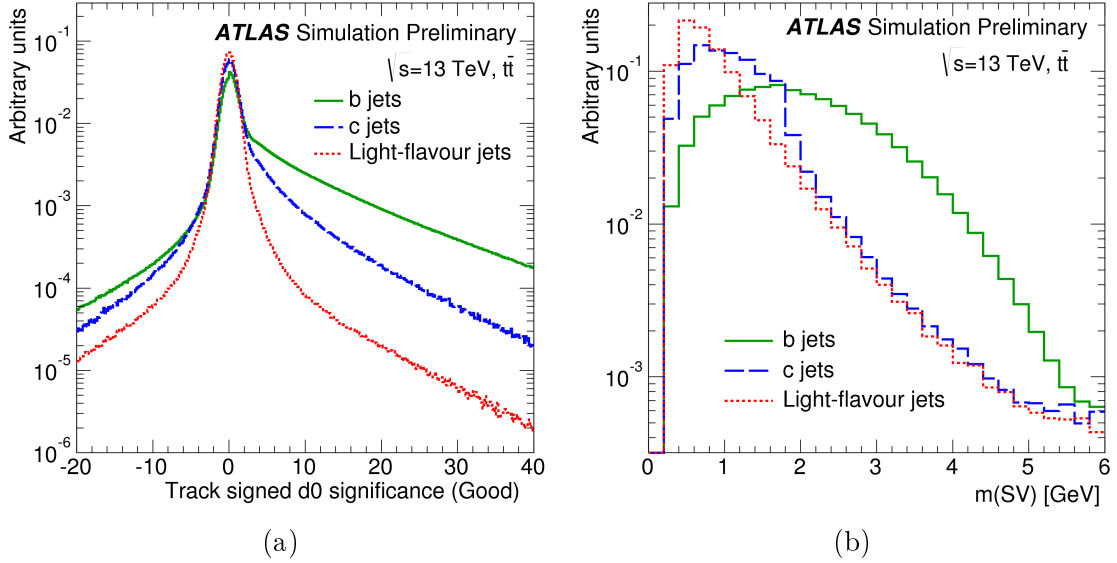 Arbitrary units
ATLAS Simulation Preliminary
√s=13 TeV, tt̄
b jets
c jets
Light-flavour jets
10⁻¹
10⁻²
10⁻³
10⁻⁴
10⁻⁵
10⁻⁶
-20 -10 0 10 20 30 40
Track signed d0 significance (Good)
(a)
Arbitrary units
ATLAS Simulation Preliminary
√s=13 TeV, tt̄
10⁻¹
10⁻²
10⁻³
b jets
c jets
Light-flavour jets
0 1 2 3 4 5 6
m(SV) [GeV]
(b)